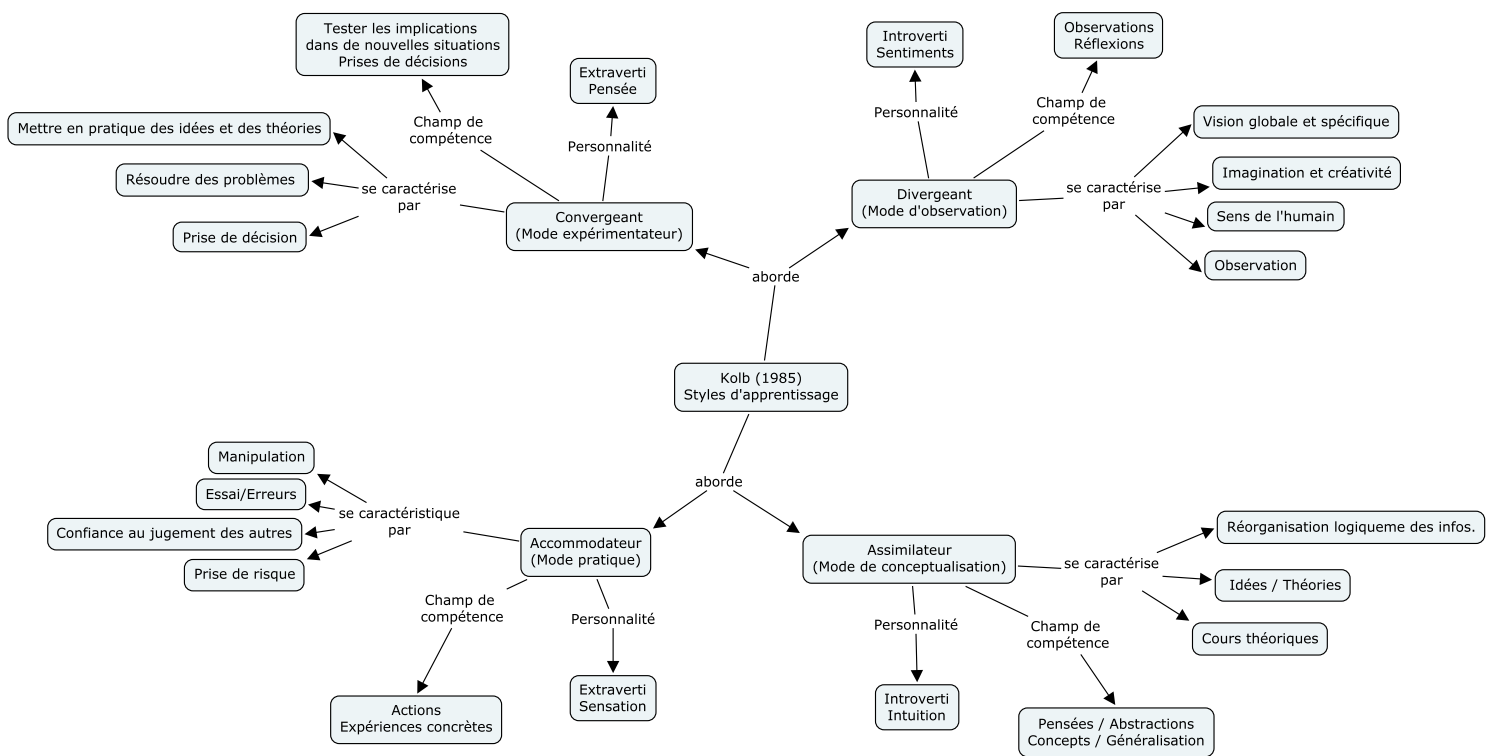 Tester les implications
dans de nouvelles situations
Prises de décisions
Extraverti
Pensée
Introverti
Sentiments
Observations
Réflexions
Champ de
compétence
Personnalité
Personnalité
Champ de
compétence
Mettre en pratique des idées et des théories
Résoudre des problèmes
Prise de décision
se caractérise
par
Convergeant
(Mode expérimentateur)
Divergeant
(Mode d'observation)
se caractérise
par
Vision globale et spécifique
Imagination et créativité
Sens de l'humain
Observation
aborde
Kolb (1985)
Styles d'apprentissage
aborde
Manipulation
Essai/Erreurs
Confiance au jugement des autres
Prise de risque
se caractéristique
par
Accommodateur
(Mode pratique)
Assimilateur
(Mode de conceptualisation)
se caractérise
par
Réorganisation logiqueme des infos.
Idées / Théories
Cours théoriques
Champ de
compétence
Personnalité
Personnalité
Champ de
compétence
Actions
Expériences concrètes
Extraverti
Sensation
Introverti
Intuition
Pensées / Abstractions
Concepts / Généralisation